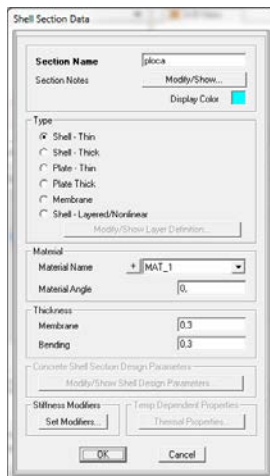 Shell Section Data
Section Name ploca
Section Notes Modify/Show...
Display Color
Type
Shell - Thin
Shell - Thick
Plate - Thin
Plate Thick
Membrane
Shell - Layered/Nonlinear
Modify/Show Layer Definition...
Material
Material Name + MAT_1
Material Angle 0,
Thickness
Membrane 0,3
Bending 0,3
Concrete Shell Section Design Parameters
Modify/Show Shell Design Parameters...
Stiffness Modifiers Temp Dependent Properties
Set Modifiers... Thermal Properties...
OK Cancel